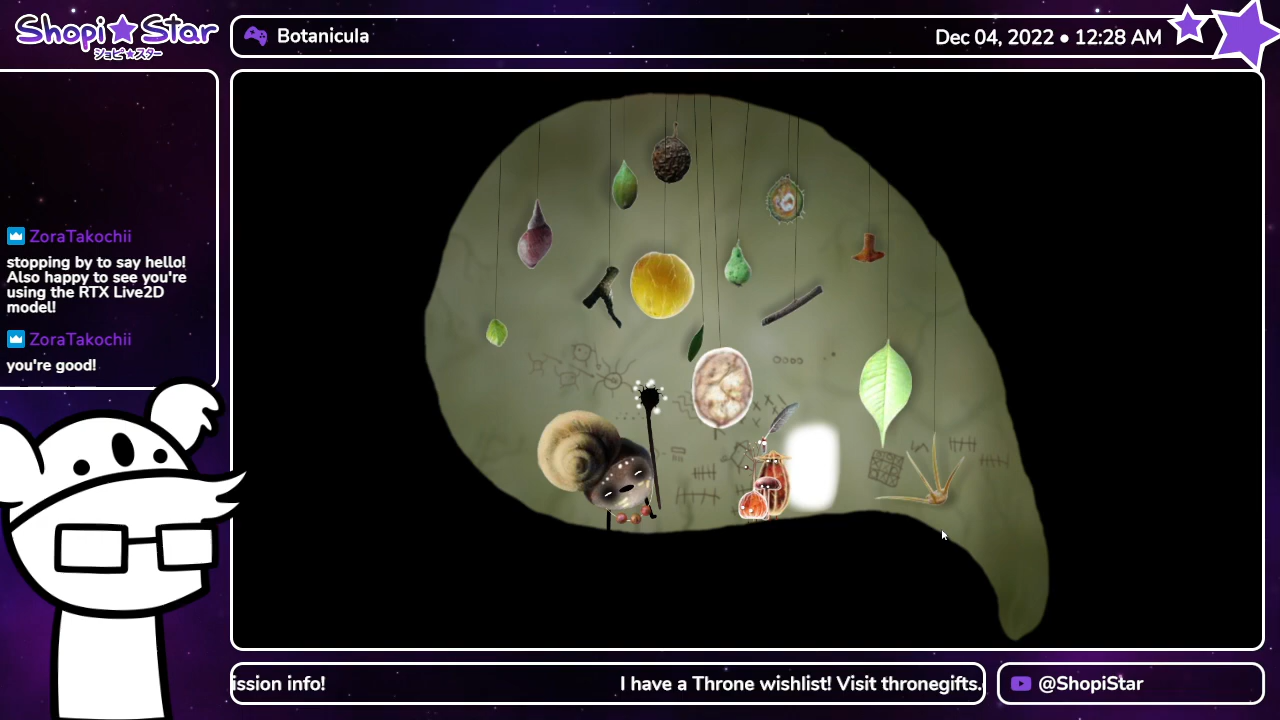 Shopi★Star
ショピ★スター
Botanicula
Dec 04, 2022 • 12:28 AM
ZoraTakochii
stopping by to say hello!
Also happy to see you're
using the RTX Live2D
model!
ZoraTakochii
you're good!
ission info!
I have a Throne wishlist! Visit thronegifts.
@ShopiStar